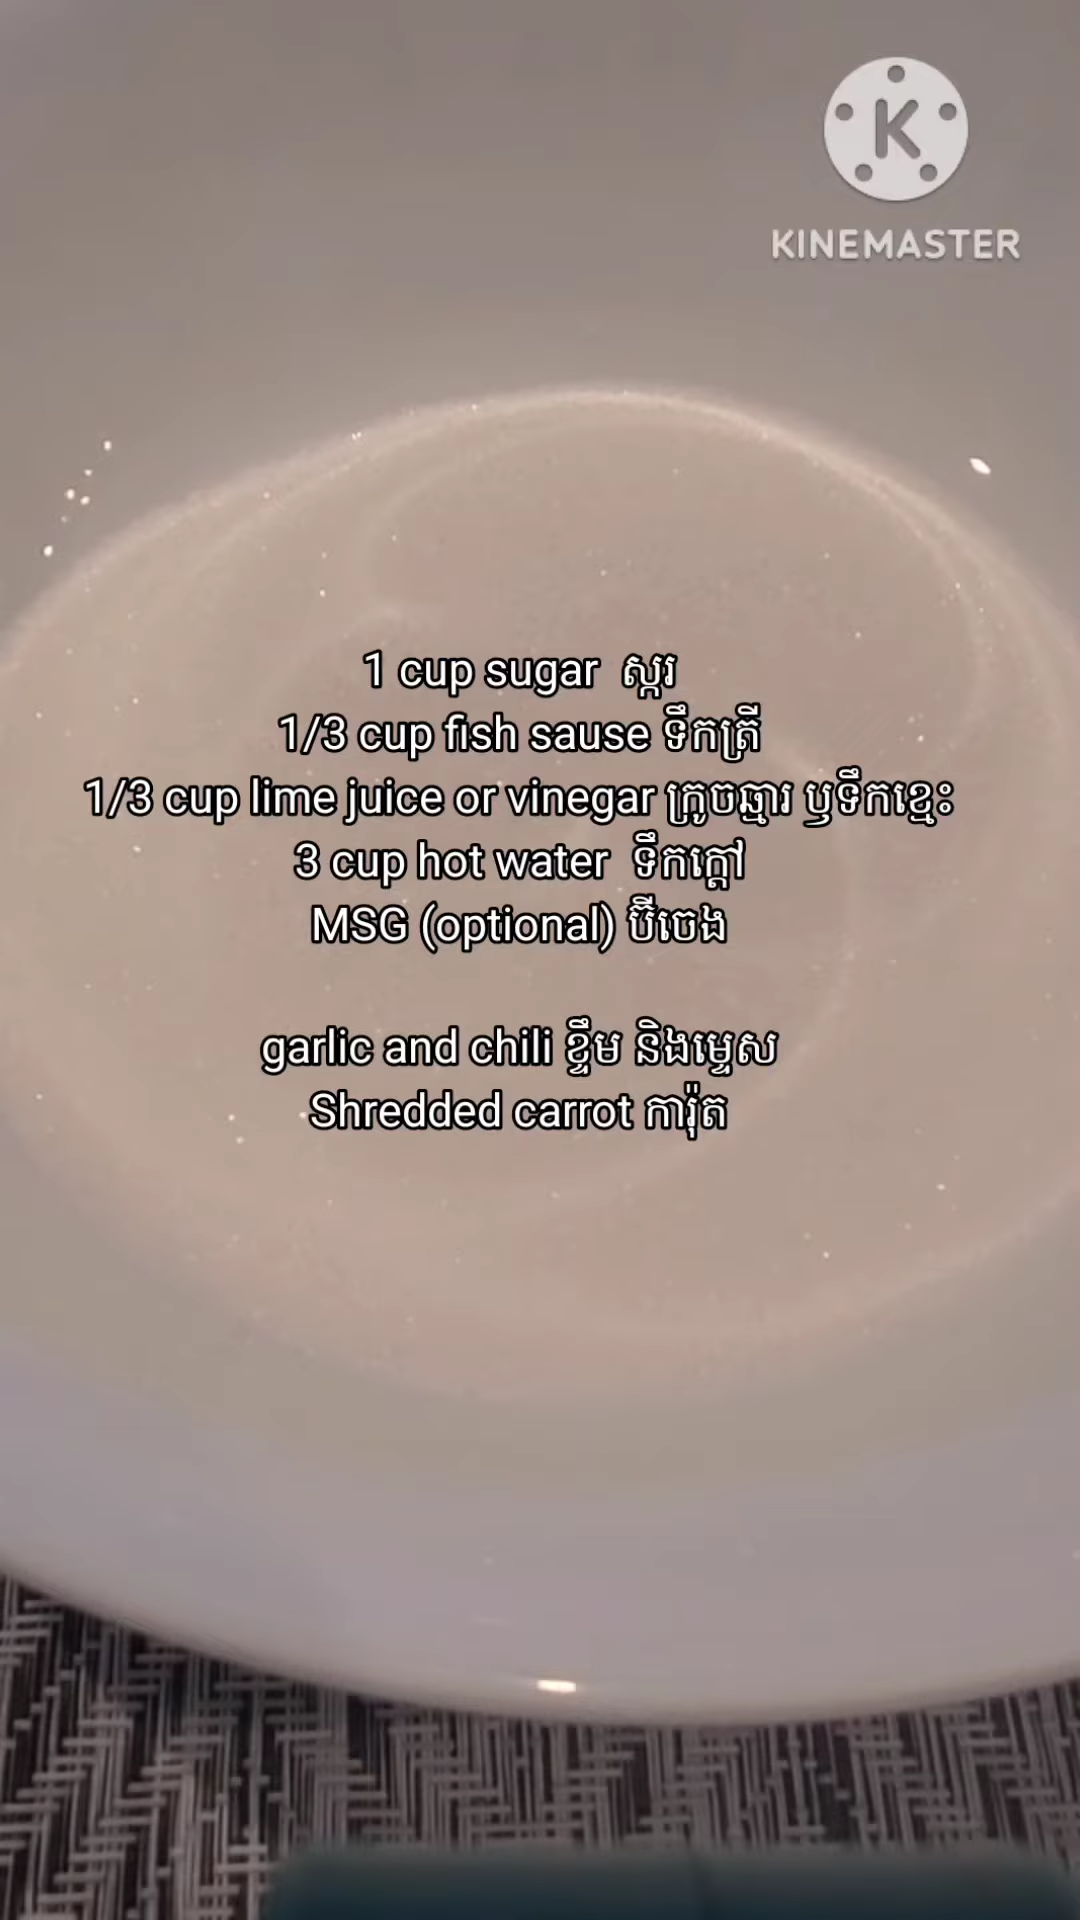 K
KINEMASTER
1 cup sugar ស្ករ
1/3 cup fish sause ទឹកត្រី
1/3 cup lime juice or vinegar ក្រូចឆ្មារ ឫទឹកខ្មេះ
3 cup hot water ទឹកក្តៅ
MSG (optional) ប៊ីចេង
garlic and chili ខ្ទឹម និងម្ទេស
Shredded carrot ការ៉ុត